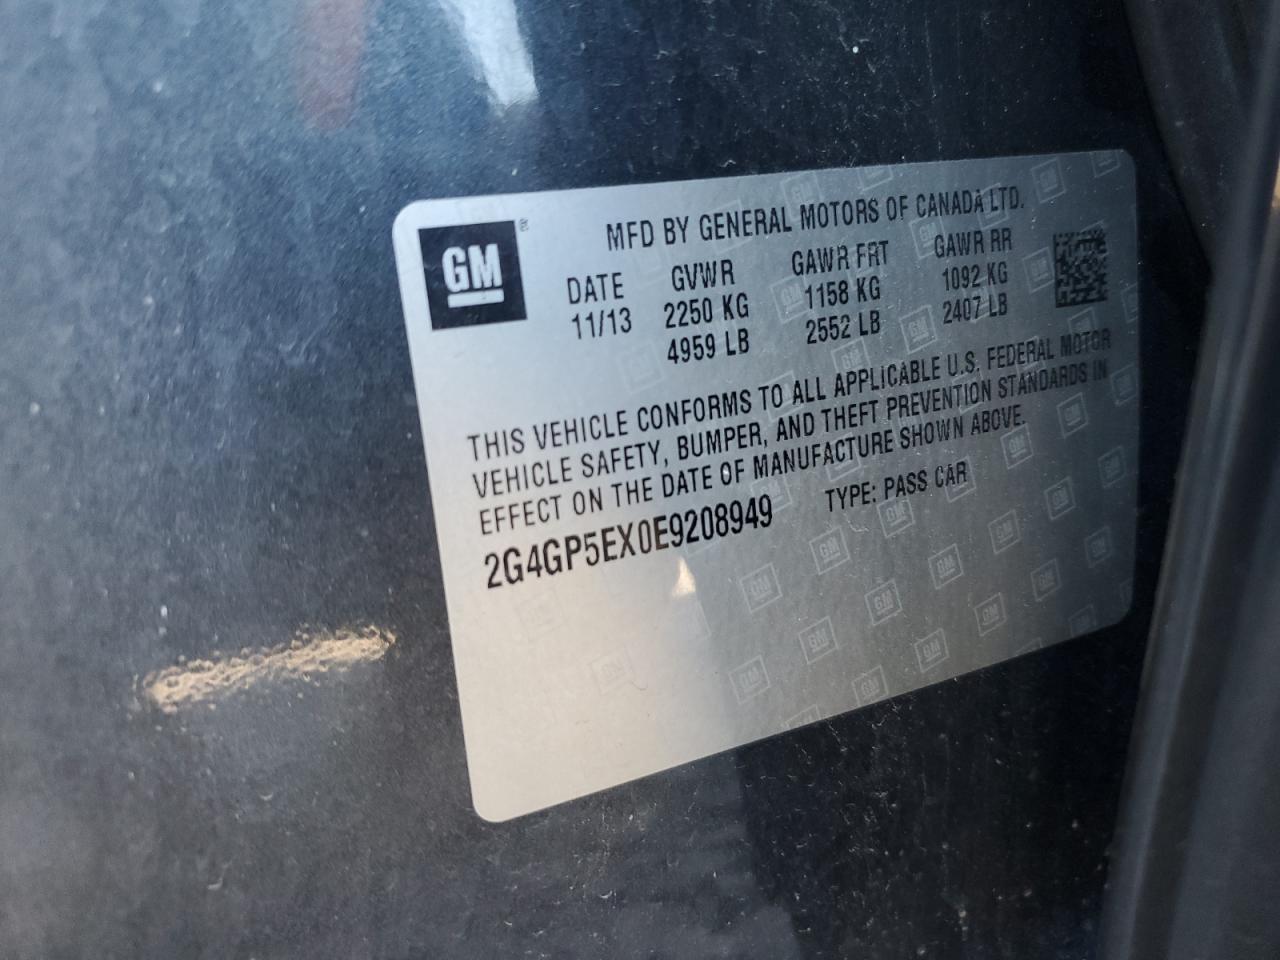 GM ®
MFD BY GENERAL MOTORS OF CANADA LTD.
DATE GVWR GAWR FRT GAWR RR
11/13 2250 KG 1158 KG 1092 KG
4959 LB 2552 LB 2407 LB
THIS VEHICLE CONFORMS TO ALL APPLICABLE U.S. FEDERAL MOTOR
VEHICLE SAFETY, BUMPER, AND THEFT PREVENTION STANDARDS IN
EFFECT ON THE DATE OF MANUFACTURE SHOWN ABOVE.
2G4GP5EX0E9208949 TYPE: PASS CAR